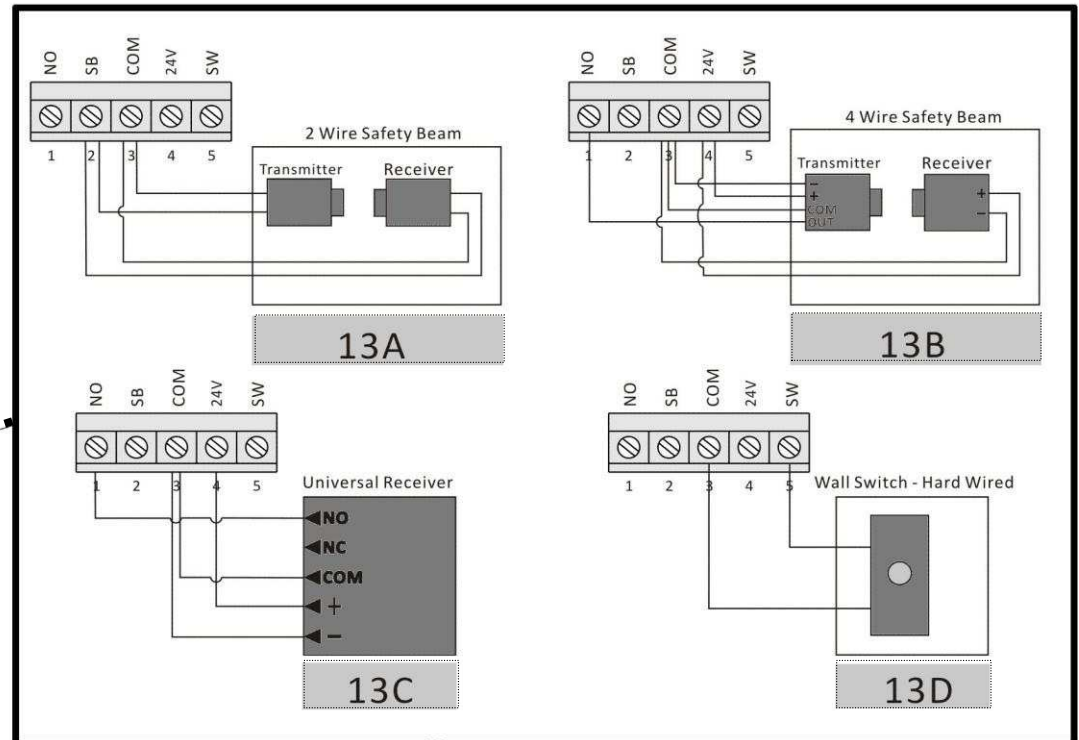 NO SB COM 24V SW
1 2 3 4 5
2 Wire Safety Beam
Transmitter Receiver
13A
NO SB COM 24V SW
1 2 3 4 5
4 Wire Safety Beam
Transmitter Receiver
−
+
COM
OUT
+
−
13B
NO SB COM 24V SW
1 2 3 4 5
Universal Receiver
NO
NC
COM
+
−
13C
NO SB COM 24V SW
1 2 3 4 5
Wall Switch - Hard Wired
13D